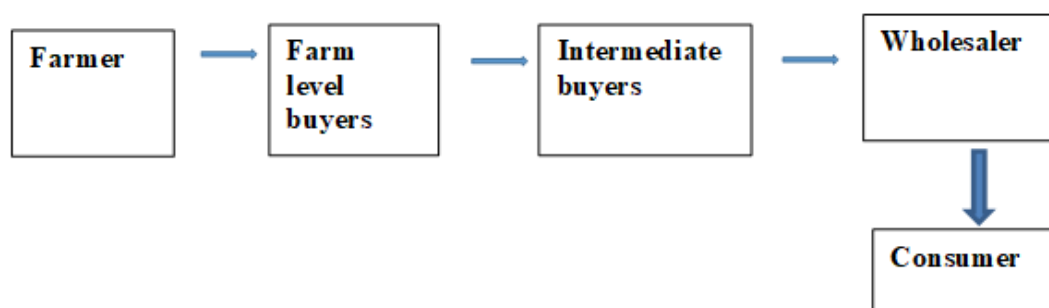 Farmer
Farm
level
buyers
Intermediate
buyers
Wholesaler
Consumer